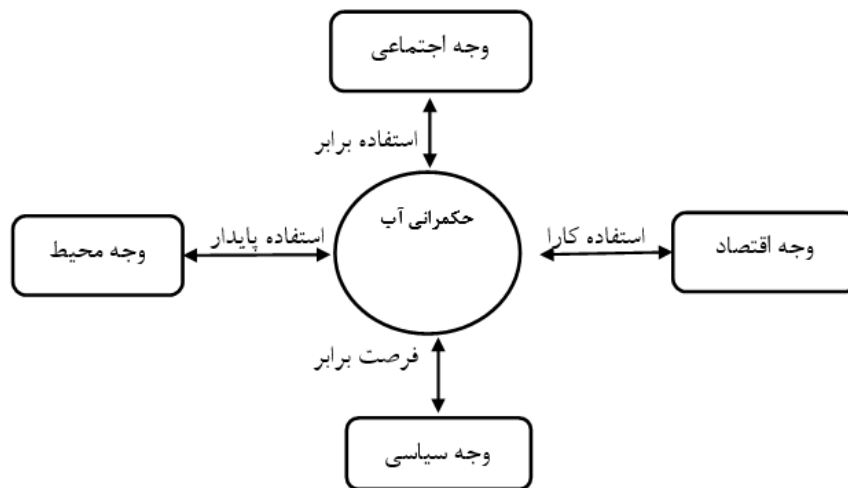 وجه اجتماعی
استفاده برابر
حکمرانی آب
وجه اقتصاد
استفاده کارا
استفاده پایدار
وجه محیط
فرصت برابر
وجه سیاسی